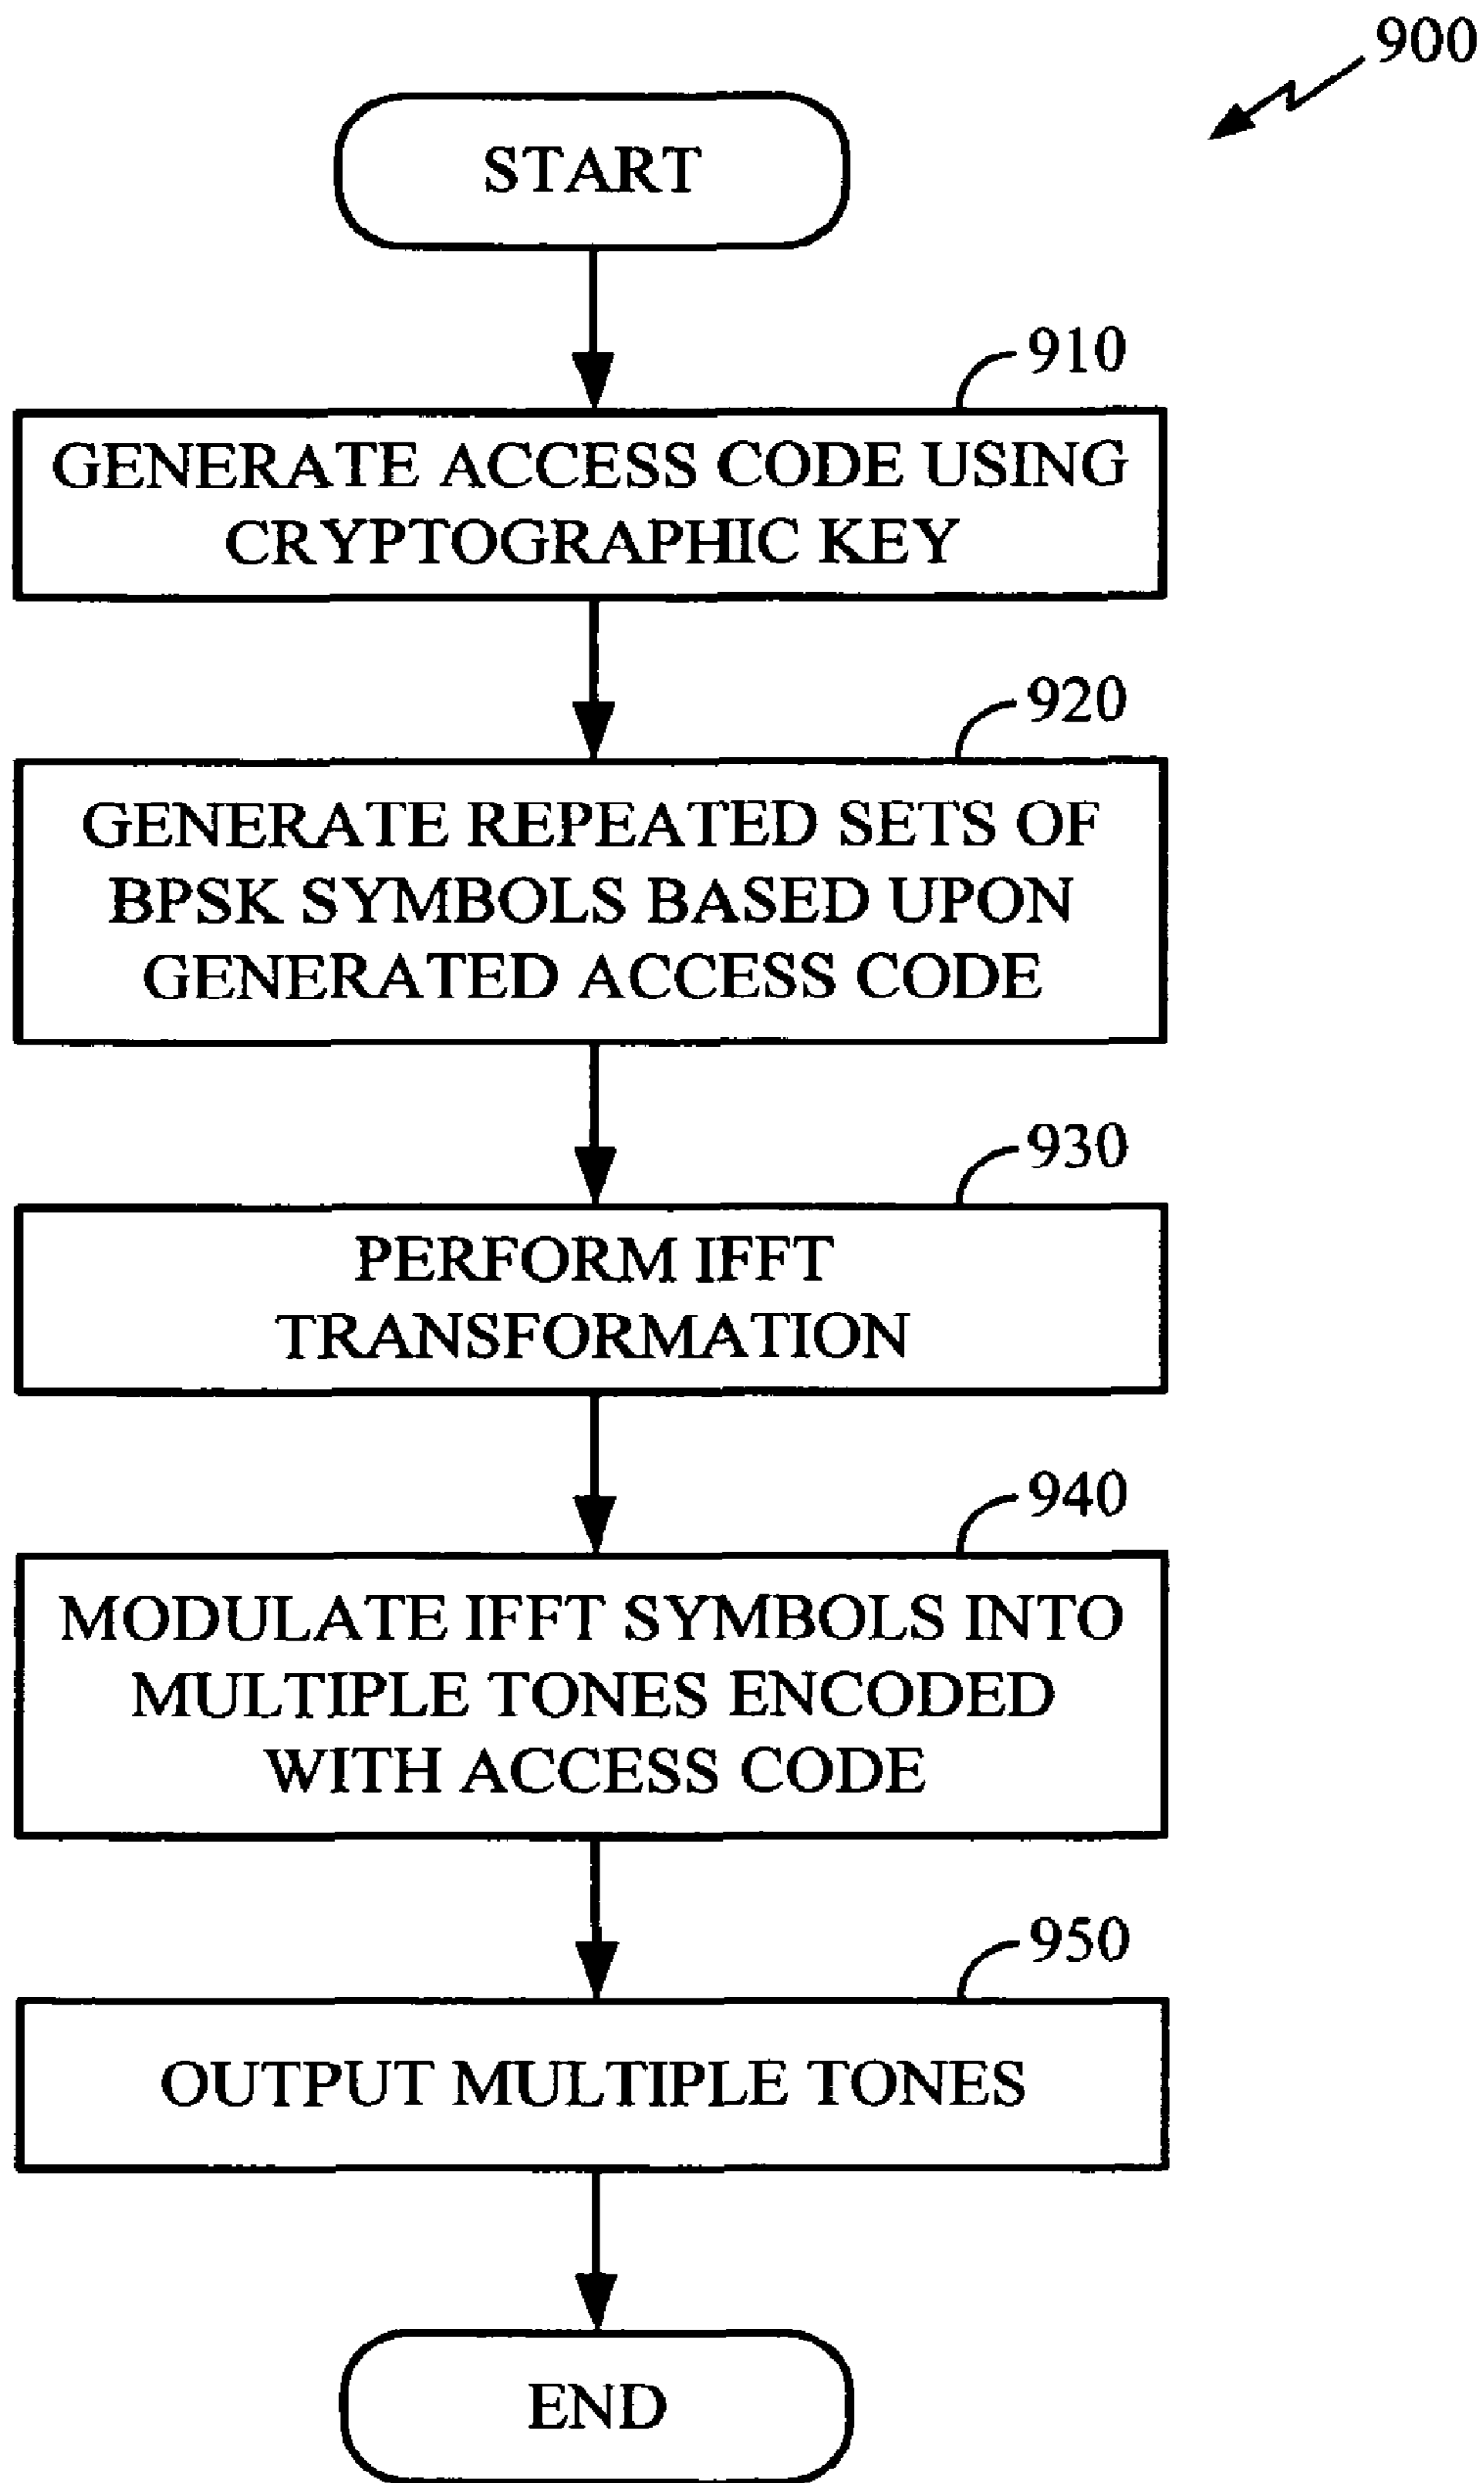 900
START
910
GENERATE ACCESS CODE USING
CRYPTOGRAPHIC KEY
920
GENERATE REPEATED SETS OF
BPSK SYMBOLS BASED UPON
GENERATED ACCESS CODE
930
PERFORM IFFT
TRANSFORMATION
940
MODULATE IFFT SYMBOLS INTO
MULTIPLE TONES ENCODED
WITH ACCESS CODE
950
OUTPUT MULTIPLE TONES
END